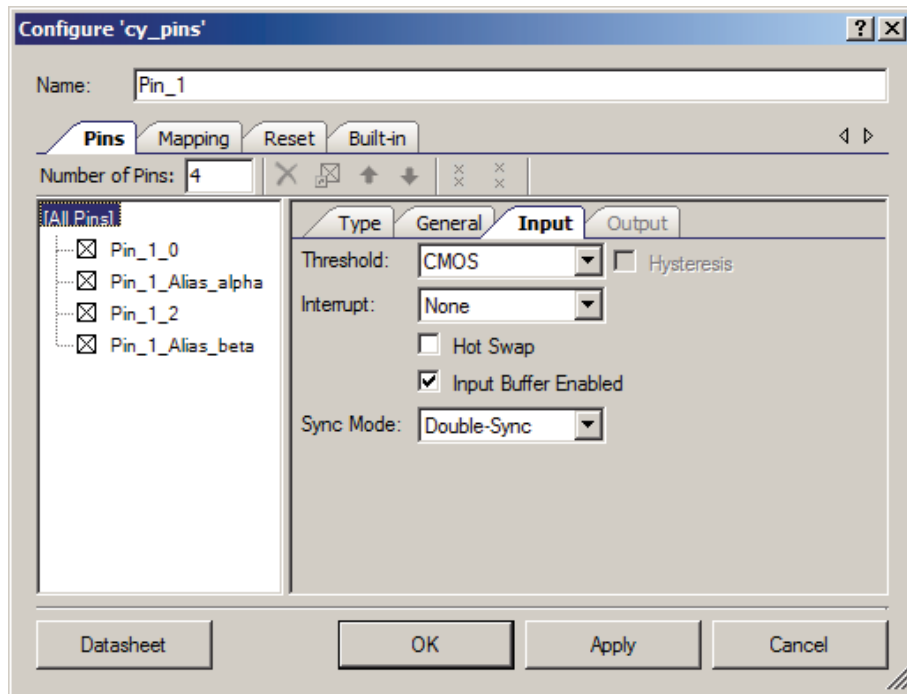 Configure 'cy_pins'
Name: Pin_1
Pins Mapping Reset Built-in
Number of Pins: 4
[All Pins]
Pin_1_0
Pin_1_Alias_alpha
Pin_1_2
Pin_1_Alias_beta
Type General Input Output
Threshold: CMOS Hysteresis
Interrupt: None
Hot Swap
Input Buffer Enabled
Sync Mode: Double-Sync
Datasheet OK Apply Cancel